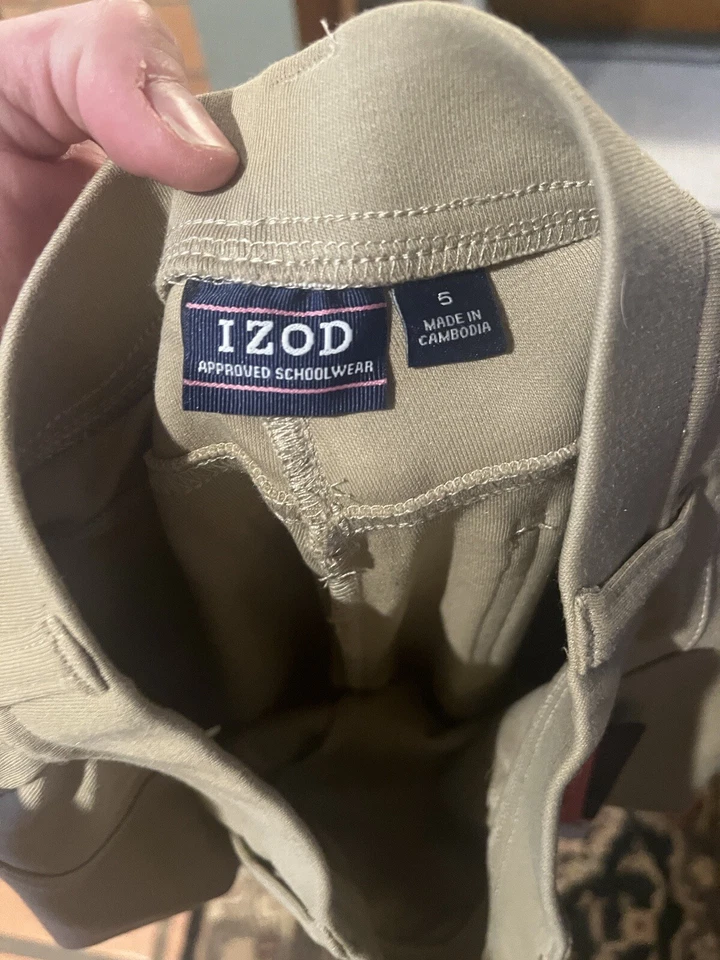 IZOD
APPROVED SCHOOLWEAR
5
MADE IN
CAMBODIA